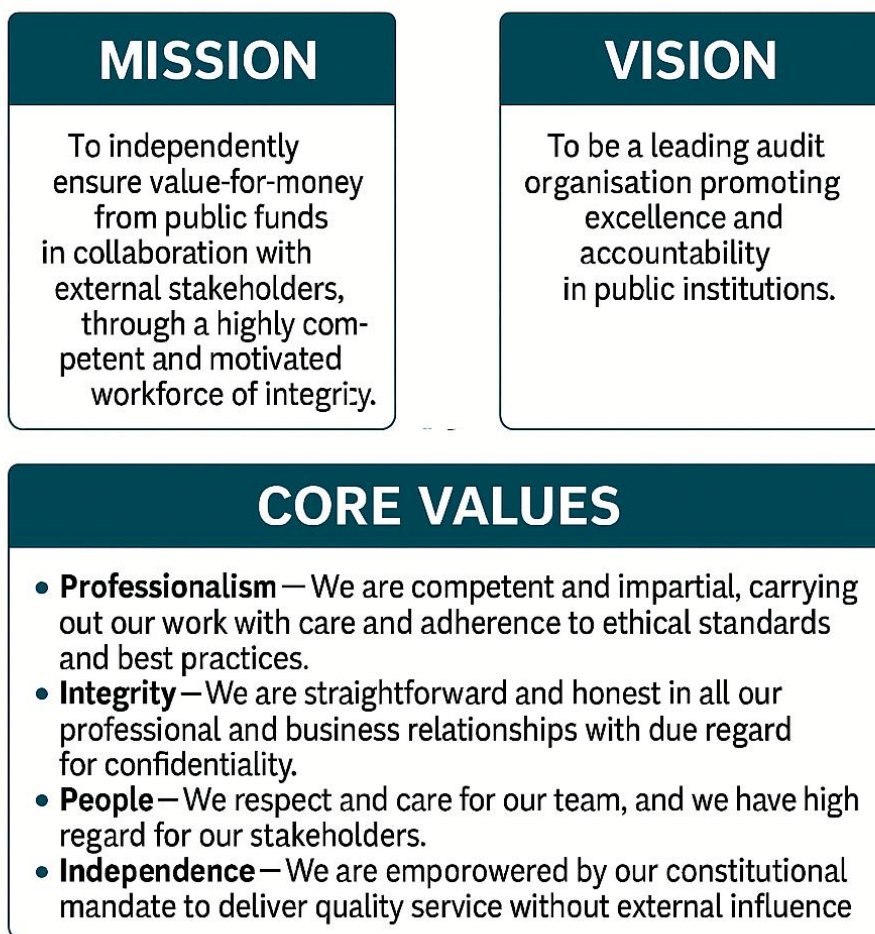 MISSION
To independently
ensure value-for-money
from public funds
in collaboration with
external stakeholders,
through a highly com-
petent and motivated
workforce of integrity.
VISION
To be a leading audit
organisation promoting
excellence and
accountability
in public institutions.
CORE VALUES
• Professionalism — We are competent and impartial, carrying
out our work with care and adherence to ethical standards
and best practices.
• Integrity — We are straightforward and honest in all our
professional and business relationships with due regard
for confidentiality.
• People — We respect and care for our team, and we have high
regard for our stakeholders.
• Independence — We are emporowered by our constitutional
mandate to deliver quality service without external influence